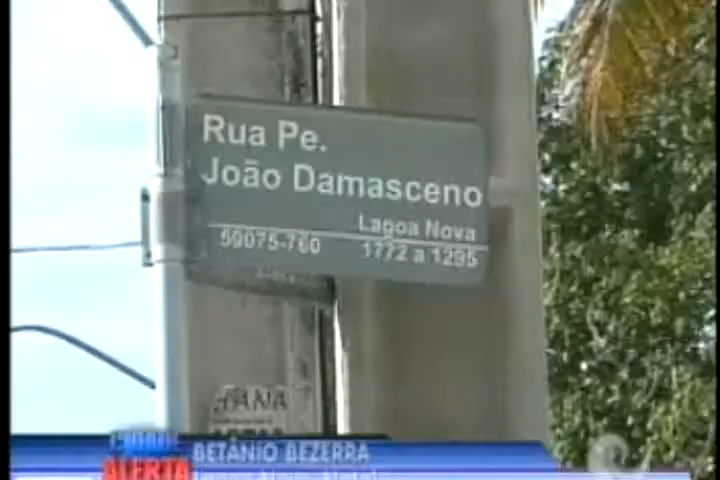 Rua Pe.
João Damasceno
Lagoa Nova
59075-760 1772 a 1295
ALERTA
BETÂNIO BEZERRA